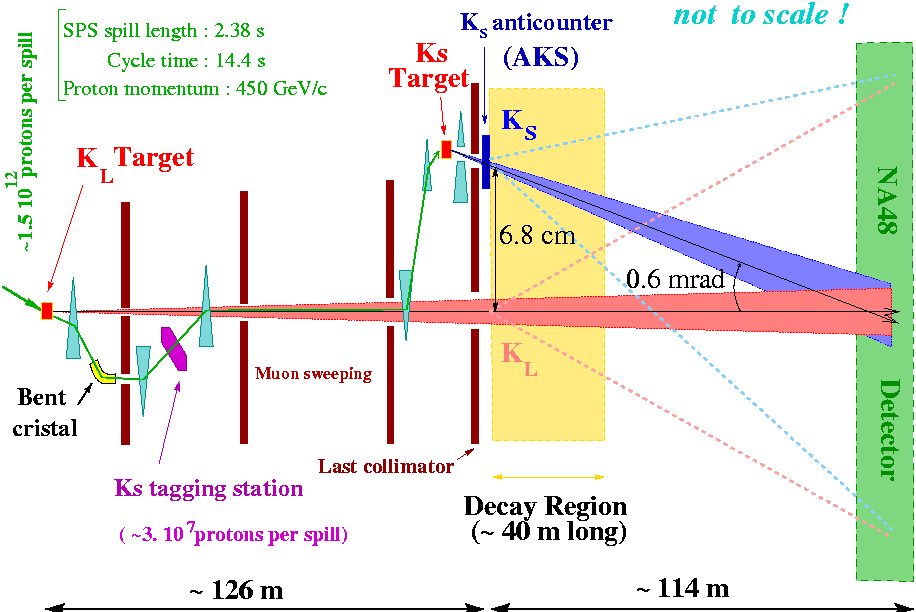 not to scale !
SPS spill length : 2.38 s
Cycle time : 14.4 s
Proton momentum : 450 GeV/c
~1.5 10^12 protons per spill
K_S anticounter
(AKS)
Ks
Target
K_L Target
K_S
NA48
6.8 cm
0.6 mrad
K_L
Muon sweeping
Bent
cristal
Detector
Last collimator
Ks tagging station
( ~3. 10^7 protons per spill)
Decay Region
(~ 40 m long)
~ 126 m
~ 114 m